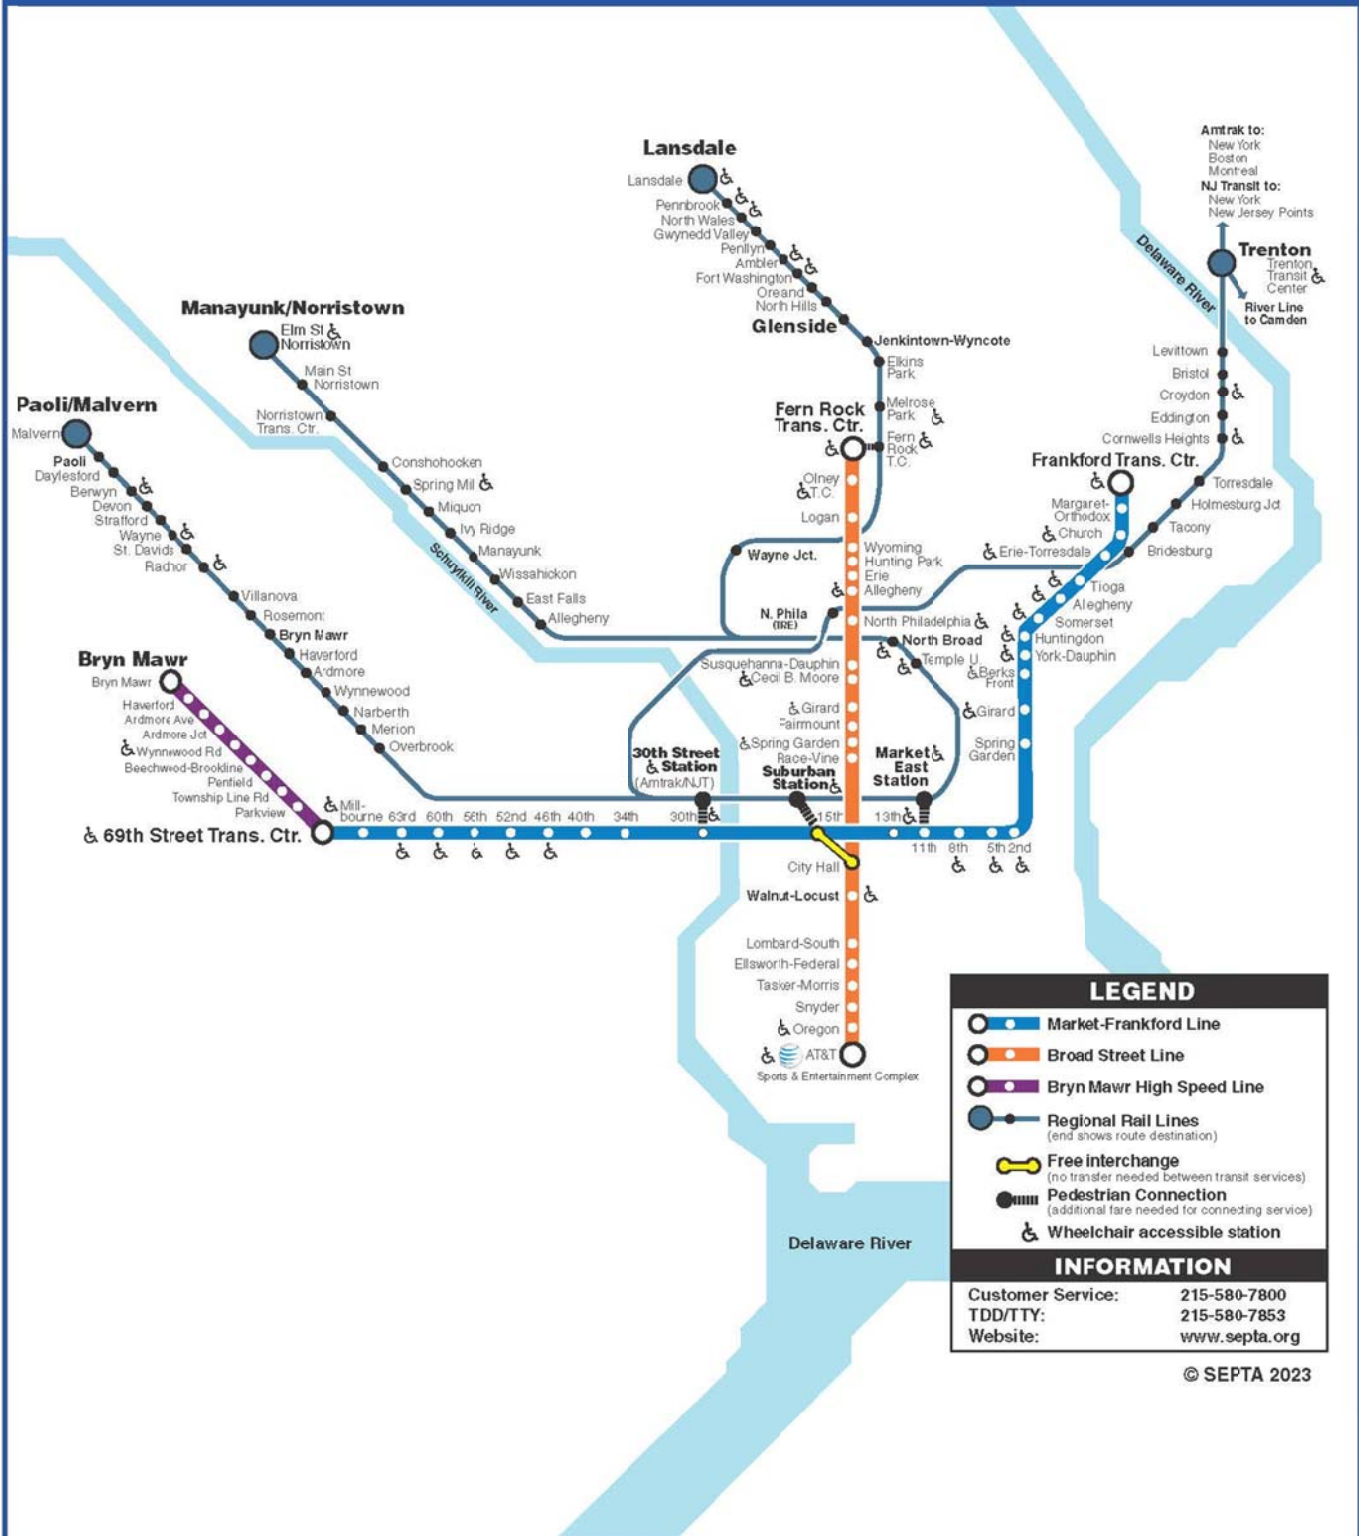 Amtrak to:
New York
Boston
Montreal
NJ Transit to:
New York
New Jersey Points
Trenton
Trenton
Transit
Center
River Line
to Camden
Delaware River
Lansdale
Lansdale
Pennbrook
North Wales
Gwynedd Valley
Penllyn
Ambler
Fort Washington
Oreand
North Hills
Glenside
Jenkintown-Wyncote
Elkins
Park
Melrose
Park
Fern
Rock
T.C.
Manayunk/Norristown
Elm St
Norristown
Main St
Norristown
Norristown
Trans. Ctr.
Conshohocken
Spring Mil
Miquon
Ivy Ridge
Manayunk
Wissahickon
East Falls
Allegheny
Schuylkill River
Paoli/Malvern
Malvern
Paoli
Daylesford
Berwyn
Devon
Strafford
Wayne
St. Davids
Radnor
Villanova
Rosemont
Bryn Mawr
Haverford
Ardmore
Wynnewood
Narberth
Merion
Overbrook
Bryn Mawr
Bryn Mawr
Haverford
Ardmore Ave
Ardmore Jct
Wynnewood Rd
Beechwood-Brookline
Penfield
Township Line Rd
Parkview
69th Street Trans. Ctr.
Fern Rock
Trans. Ctr.
Olney
T.C.
Logan
Wyoming
Hunting Park
Erie
Allegheny
Wayne Jct.
N. Phila
North Philadelphia
North Broad
Temple U.
Susquehanna-Dauphin
Cecil B. Moore
Girard
Fairmount
Spring Garden
Race-Vine
30th Street
Station
(Amtrak/NJT)
Suburban
Station
Market
East
Station
Levittown
Bristol
Croydon
Eddington
Cornwells Heights
Torresdale
Holmesburg Jct
Tacony
Bridesburg
Frankford Trans. Ctr.
Margaret-
Orthodox
Church
Erie-Torresdale
Tioga
Alegheny
Somerset
Huntingdon
York-Dauphin
Berks
Front
Girard
Spring
Garden
Mill-
bourne 63rd 60th 56th 52nd 46th 40th 34th 30th 15th 13th
11th 8th 5th 2nd
City Hall
Walnut-Locust
Lombard-South
Ellsworth-Federal
Tasker-Morris
Snyder
Oregon
AT&T
Sports & Entertainment Complex
Delaware River
LEGEND
Market-Frankford Line
Broad Street Line
Bryn Mawr High Speed Line
Regional Rail Lines
(end shows route destination)
Free interchange
(no transfer needed between transit services)
Pedestrian Connection
(additional fare needed for connecting service)
Wheelchair accessible station
INFORMATION
Customer Service: 215-580-7800
TDD/TTY: 215-580-7853
Website: www.septa.org
© SEPTA 2023